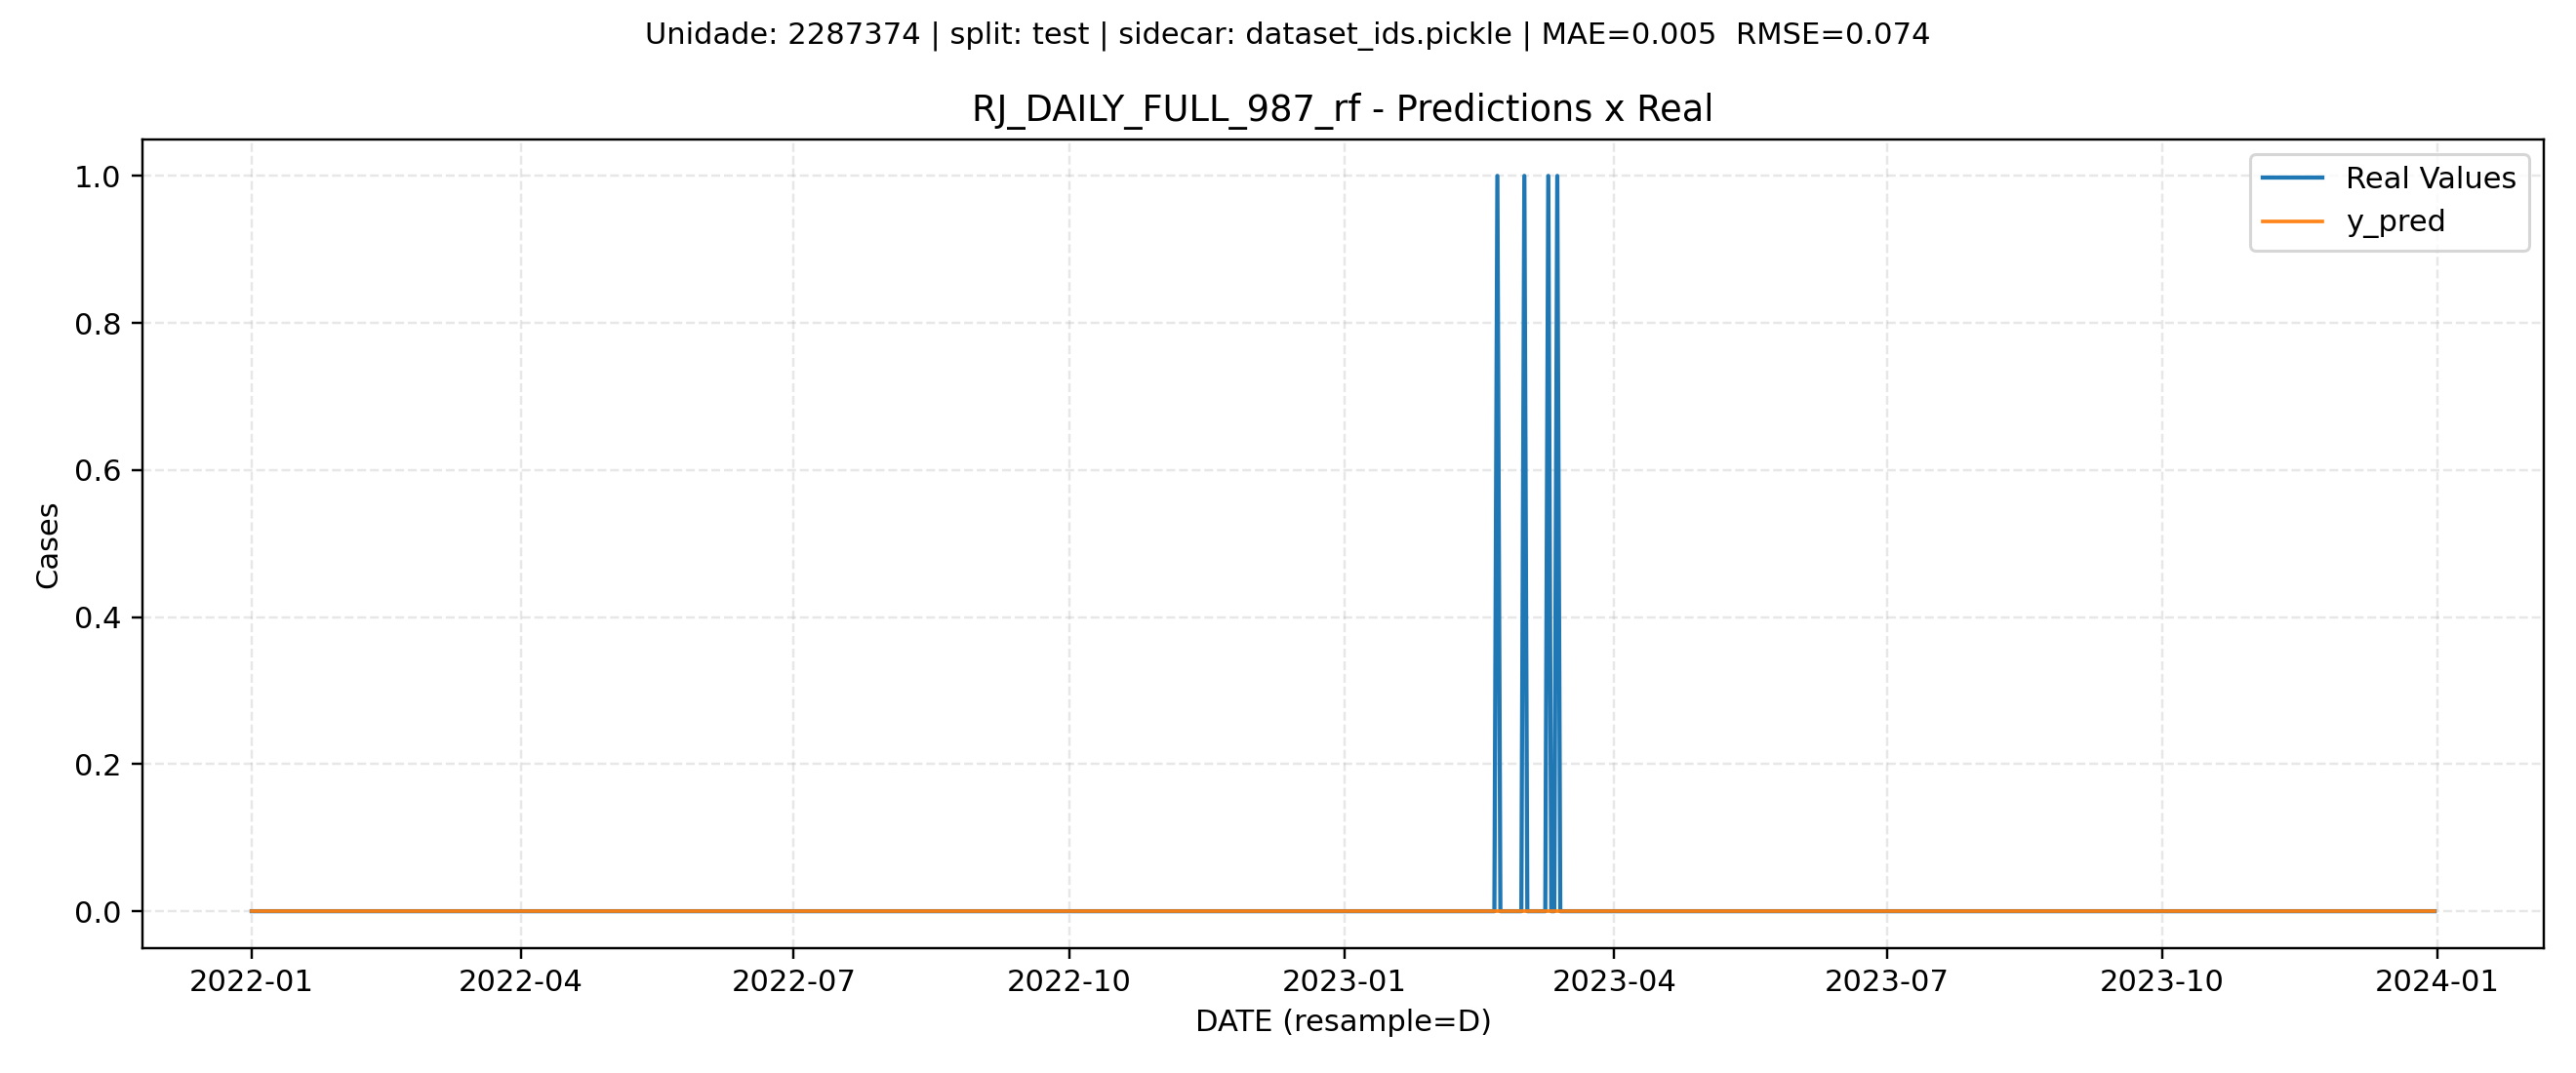 Unidade: 2287374 | split: test | sidecar: dataset_ids.pickle | MAE=0.005  RMSE=0.074
RJ_DAILY_FULL_987_rf - Predictions x Real
Real Values
y_pred
1.0
0.8
0.6
0.4
0.2
0.0
Cases
2022-01
2022-04
2022-07
2022-10
2023-01
2023-04
2023-07
2023-10
2024-01
DATE (resample=D)